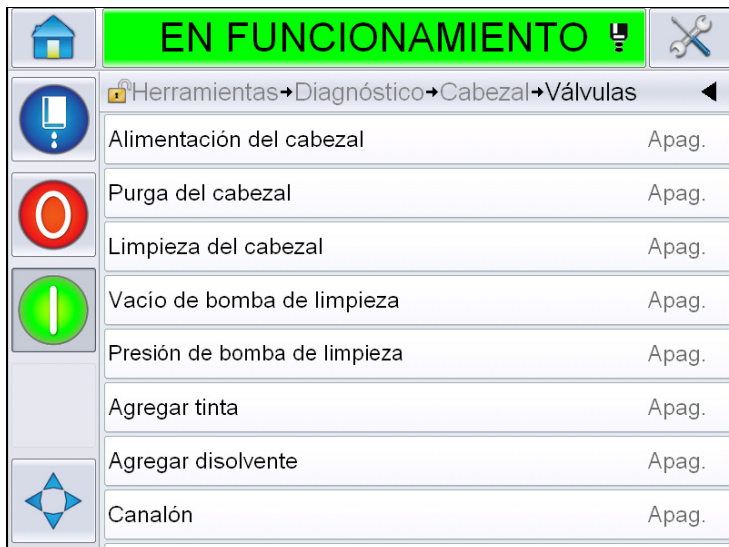 EN FUNCIONAMIENTO
Herramientas→Diagnóstico→Cabezal→Válvulas
Alimentación del cabezal Apag.
Purga del cabezal Apag.
Limpieza del cabezal Apag.
Vacío de bomba de limpieza Apag.
Presión de bomba de limpieza Apag.
Agregar tinta Apag.
Agregar disolvente Apag.
Canalón Apag.